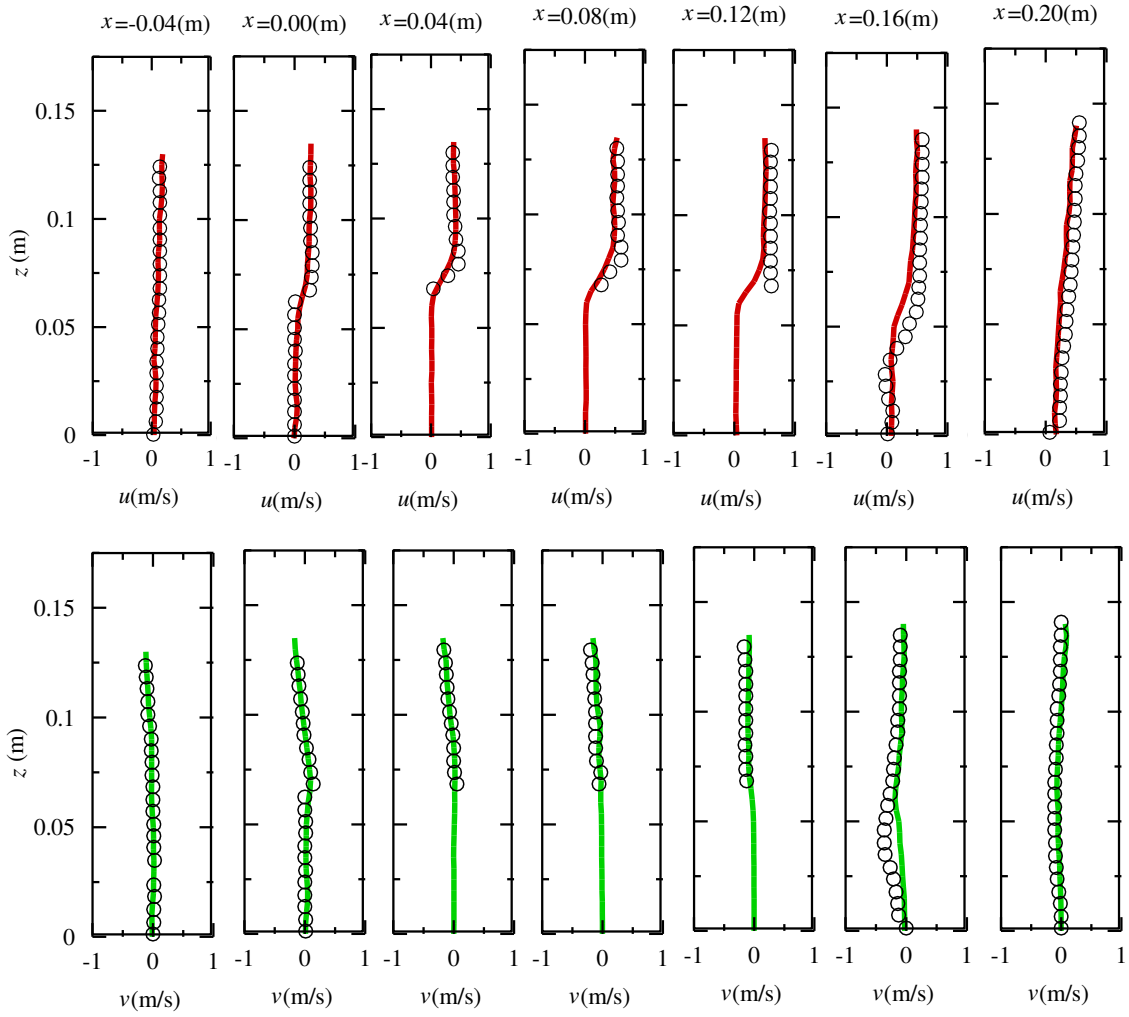 x=-0.04(m) x=0.00(m) x=0.04(m) x=0.08(m) x=0.12(m) x=0.16(m) x=0.20(m)
0.15
0.1
0.05
0
z (m)
-1 0 1 -1 0 1 -1 0 1 -1 0 1 -1 0 1 -1 0 1 -1 0 1
u(m/s) u(m/s) u(m/s) u(m/s) u(m/s) u(m/s) u(m/s)
0.15
0.1
0.05
0
z (m)
-1 0 1 -1 0 1 -1 0 1 -1 0 1 -1 0 1 -1 0 1 -1 0 1
v(m/s) v(m/s) v(m/s) v(m/s) v(m/s) v(m/s) v(m/s)